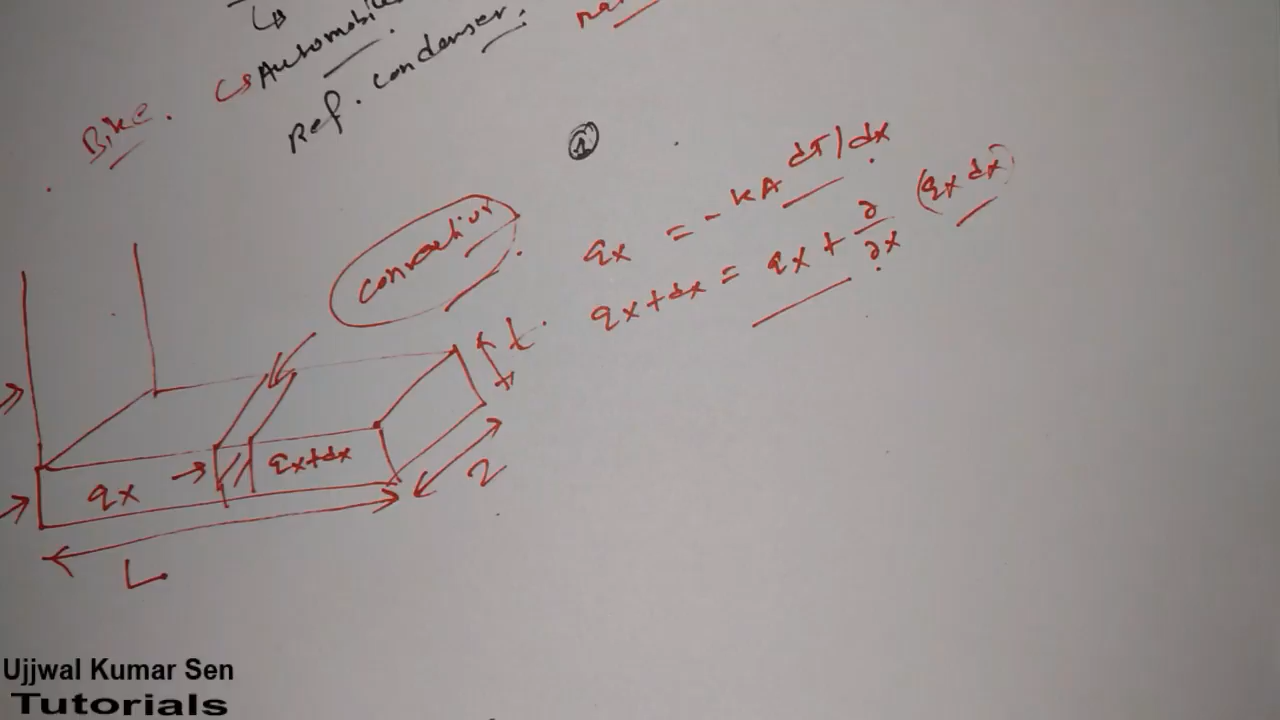 Automobile
Bike.
Ref. condenser.
1
convection
qx = -kA dT/dx
qx+dx = qx + ∂/∂x (qx dx)
t
qx
qx+dx
L
Ujjwal Kumar Sen
Tutorials